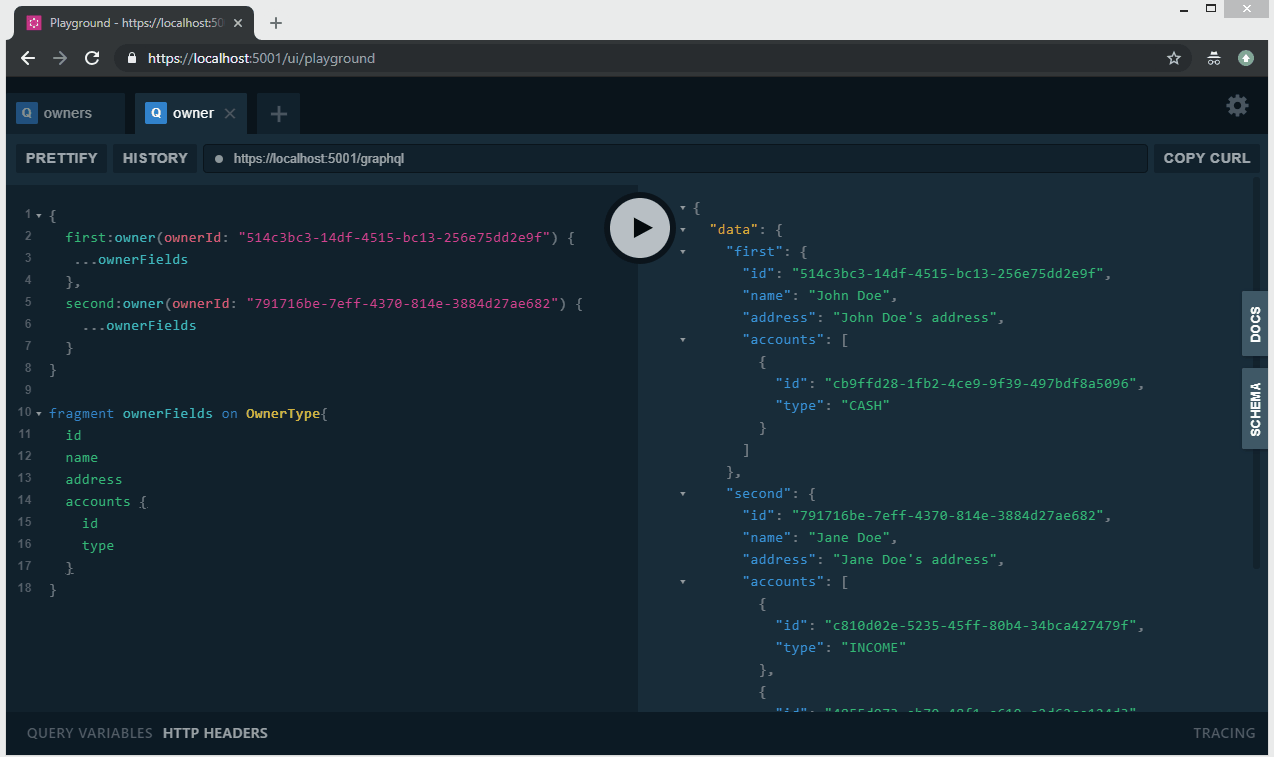 Playground - https://localhost:50
https://localhost:5001/ui/playground
Q owners
Q owner
PRETTIFY HISTORY https://localhost:5001/graphql COPY CURL
1 {
2 first:owner(ownerId: "514c3bc3-14df-4515-bc13-256e75dd2e9f") {
3 ...ownerFields
4 },
5 second:owner(ownerId: "791716be-7eff-4370-814e-3884d27ae682") {
6 ...ownerFields
7 }
8 }
9
10 fragment ownerFields on OwnerType{
11 id
12 name
13 address
14 accounts {
15 id
16 type
17 }
18 }
{
"data": {
"first": {
"id": "514c3bc3-14df-4515-bc13-256e75dd2e9f",
"name": "John Doe",
"address": "John Doe's address",
"accounts": [
{
"id": "cb9ffd28-1fb2-4ce9-9f39-497bdf8a5096",
"type": "CASH"
}
]
},
"second": {
"id": "791716be-7eff-4370-814e-3884d27ae682",
"name": "Jane Doe",
"address": "Jane Doe's address",
"accounts": [
{
"id": "c810d02e-5235-45ff-80b4-34bca427479f",
"type": "INCOME"
},
{
"id":
DOCS
SCHEMA
QUERY VARIABLES HTTP HEADERS
TRACING